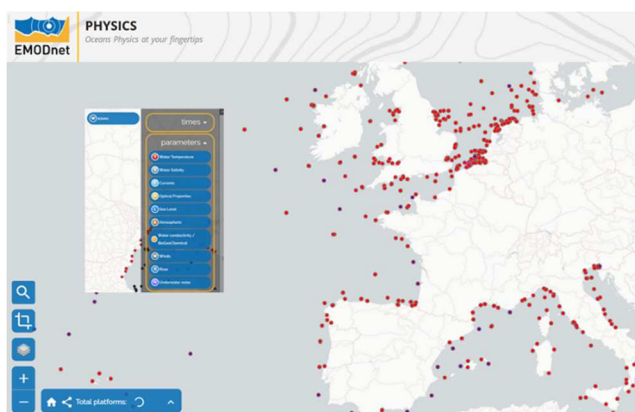 EMODnet
PHYSICS
Oceans Physics at your fingertips
times
parameters
Water Temperature
Water Salinity
Currents
Optical Properties
Sea Level
Atmospheric
Water conductivity /
BioGeoChemical
Winds
River
Underwater noise
Total platforms: